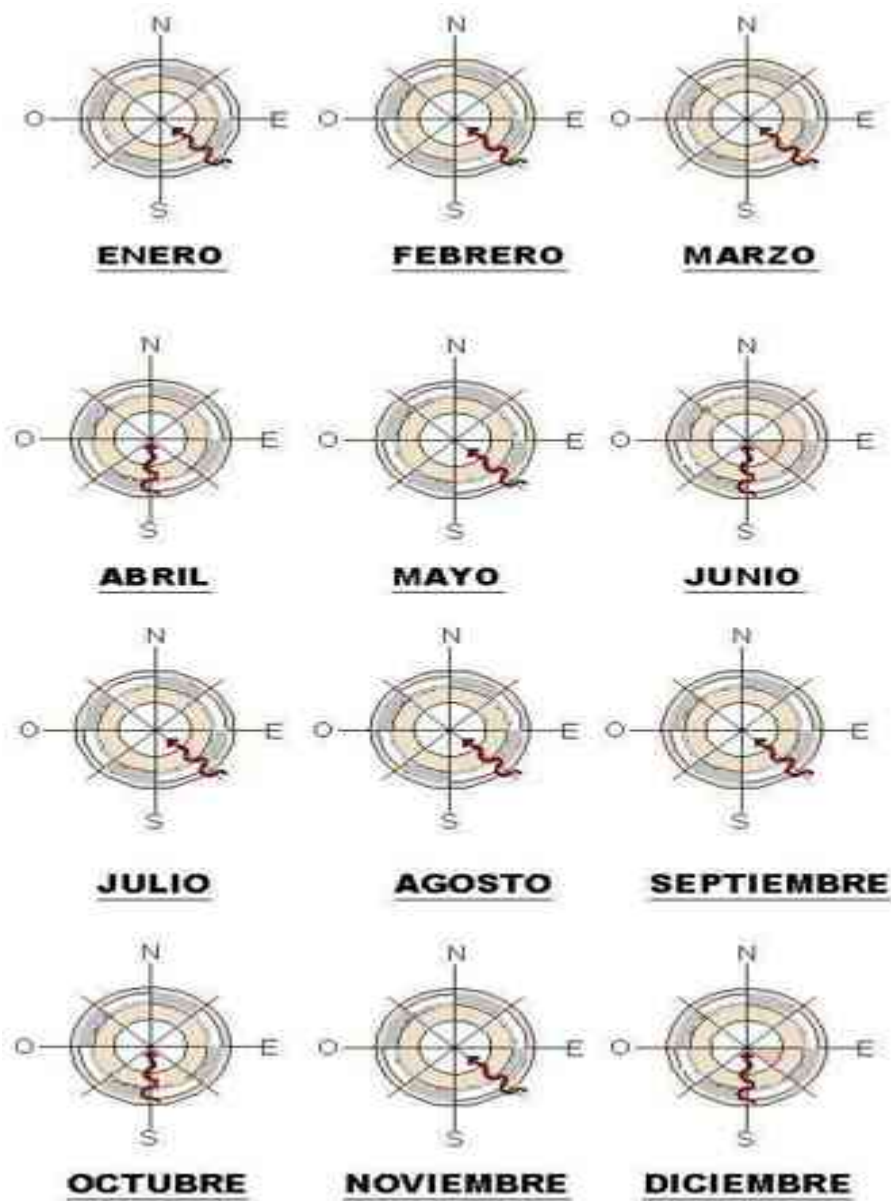 N N N
O E O E O E
S S S
ENERO FEBRERO MARZO
N N N
O E O E O E
S S S
ABRIL MAYO JUNIO
N N N
O E O E O E
S S S
JULIO AGOSTO SEPTIEMBRE
N N N
O E O E O E
S S S
OCTUBRE NOVIEMBRE DICIEMBRE